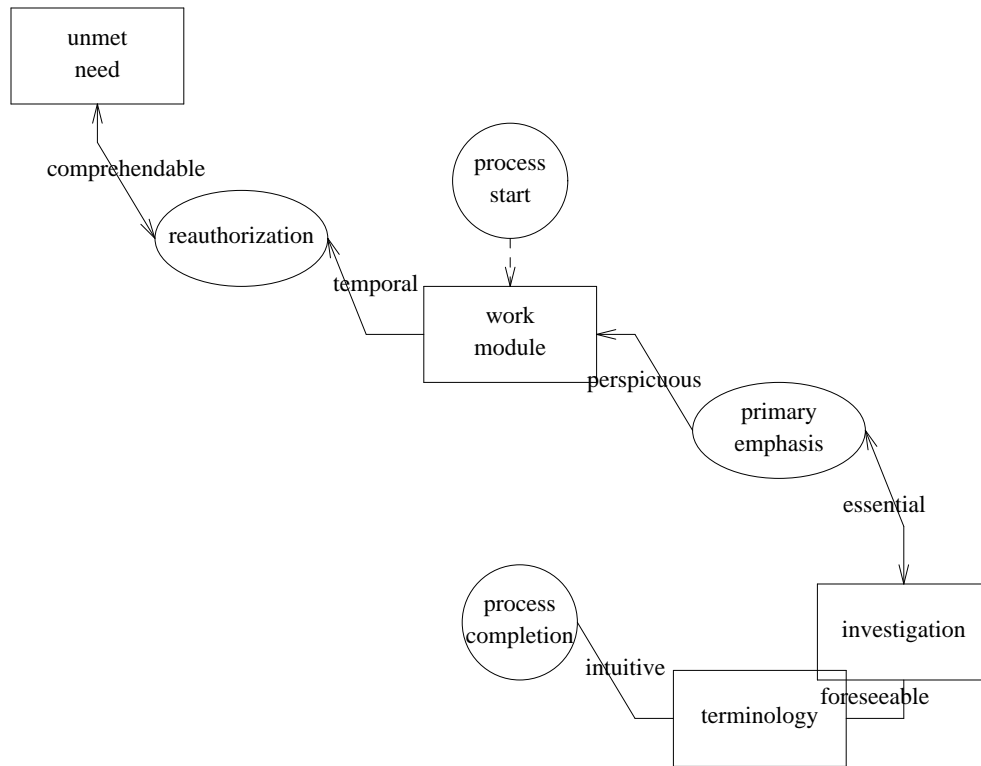 unmet
need
comprehendable
process
start
reauthorization
temporal
work
module
perspicuous
primary
emphasis
essential
process
completion
investigation
intuitive
foreseeable
terminology